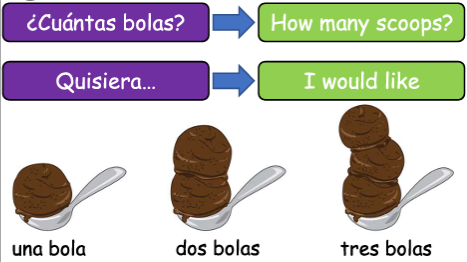 ¿Cuántas bolas?
How many scoops?
Quisiera...
I would like
una bola
dos bolas
tres bolas